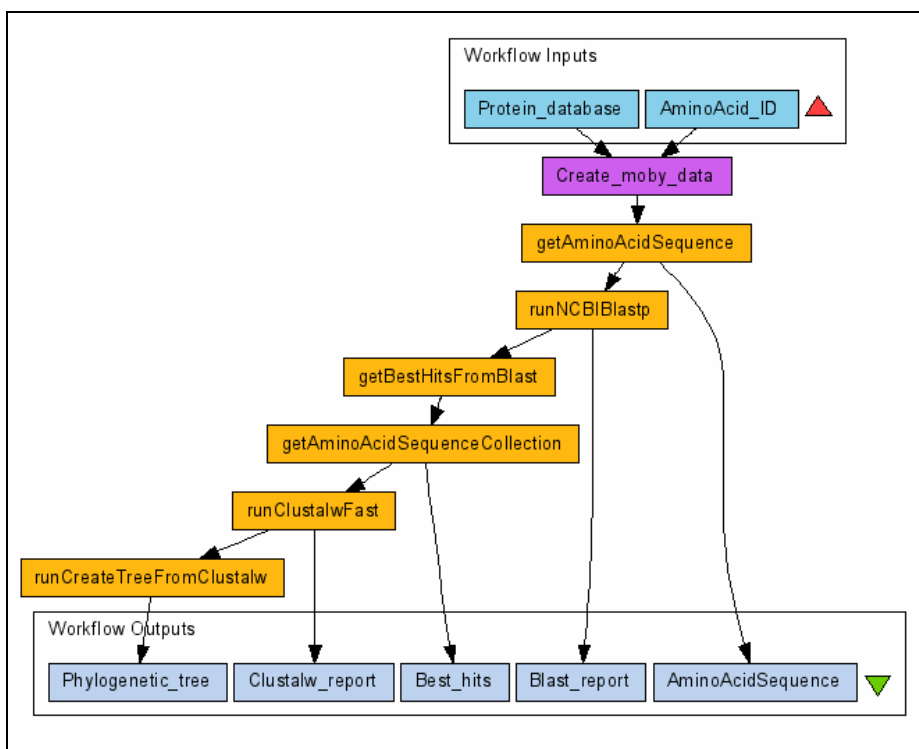 Workflow Inputs
Protein_database
AminoAcid_ID
Create_moby_data
getAminoAcidSequence
runNCBIBlastp
getBestHitsFromBlast
getAminoAcidSequenceCollection
runClustalwFast
runCreateTreeFromClustalw
Workflow Outputs
Phylogenetic_tree
Clustalw_report
Best_hits
Blast_report
AminoAcidSequence